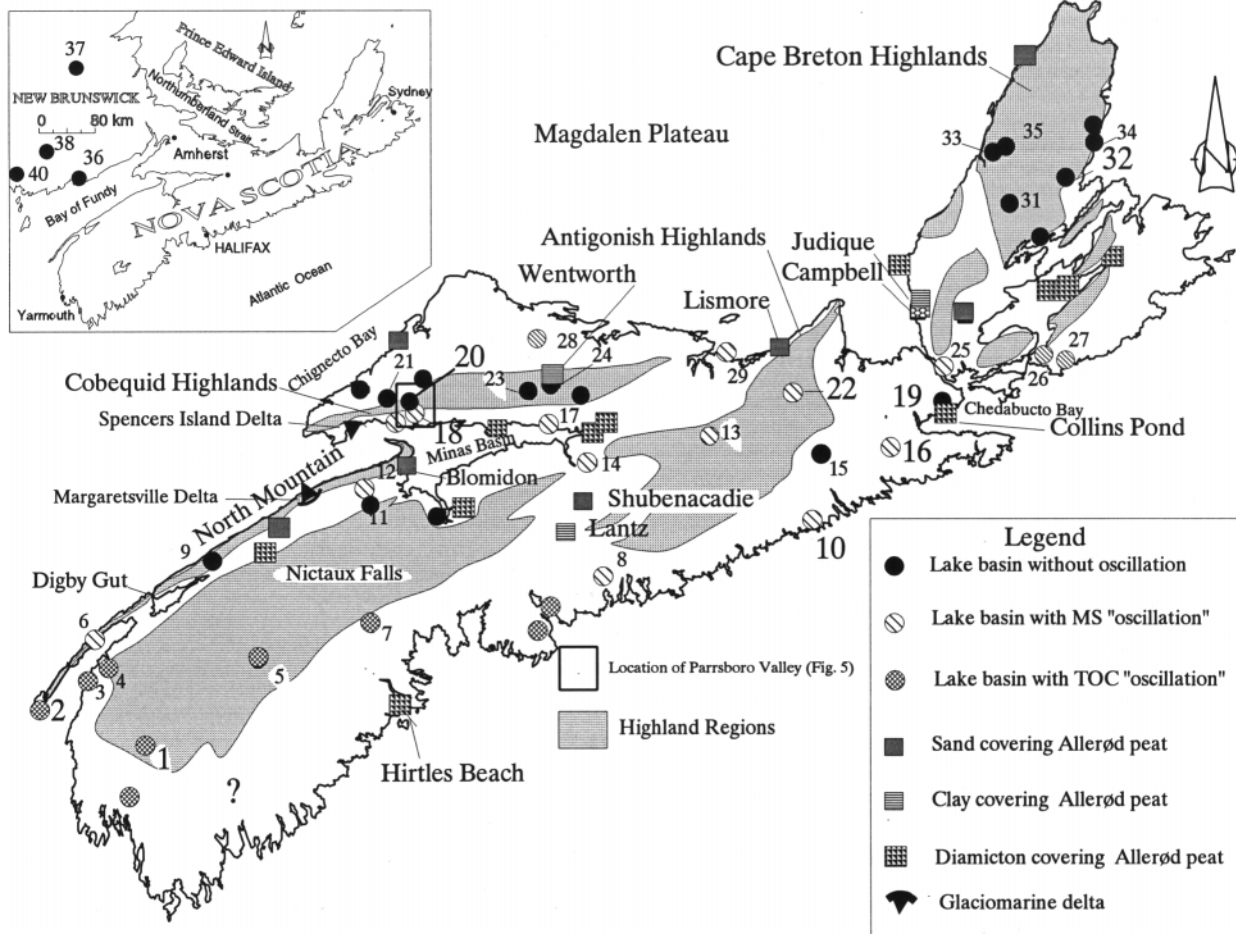 Prince Edward Island
N
37
NEW BRUNSWICK
0 80 km
Northumberland Strait
Sydney
38
36
40
Amherst
Bay of Fundy
NOVA SCOTIA
HALIFAX
Atlantic Ocean
Yarmouth
Cape Breton Highlands
Magdalen Plateau
N
33
35
34
32
31
Antigonish Highlands
Wentworth
Judique
Campbell
Lismore
Chignecto Bay
28
24
21
20
23
29
25
27
26
Cobequid Highlands
Spencers Island Delta
22
19
Chedabucto Bay
Collins Pond
18
17
13
16
Minas Basin
12
14
15
Blomidon
North Mountain
Margaretsville Delta
11
Shubenacadie
Lantz
10
9
Nictaux Falls
8
Digby Gut
6
7
5
4
3
2
1
?
Hirtles Beach
Location of Parrsboro Valley (Fig. 5)
Highland Regions
Legend
Lake basin without oscillation
Lake basin with MS "oscillation"
Lake basin with TOC "oscillation"
Sand covering Allerød peat
Clay covering Allerød peat
Diamicton covering Allerød peat
Glaciomarine delta